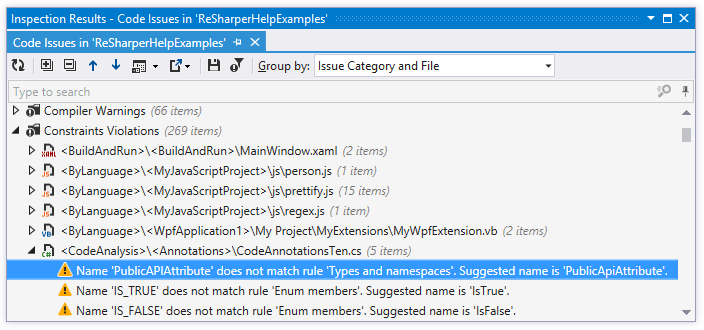 Inspection Results - Code Issues in 'ReSharperHelpExamples'
Code Issues in 'ReSharperHelpExamples'
Group by: Issue Category and File
Type to search
Compiler Warnings (66 items)
Constraints Violations (269 items)
XAML <BuildAndRun>\<BuildAndRun>\MainWindow.xaml (2 items)
JS <ByLanguage>\<MyJavaScriptProject>\js\person.js (1 item)
JS <ByLanguage>\<MyJavaScriptProject>\js\prettify.js (15 items)
JS <ByLanguage>\<MyJavaScriptProject>\js\regex.js (1 item)
VB <ByLanguage>\<WpfApplication1>\My Project\MyExtensions\MyWpfExtension.vb (2 items)
C# <CodeAnalysis>\<Annotations>\CodeAnnotationsTen.cs (5 items)
Name 'PublicAPIAttribute' does not match rule 'Types and namespaces'. Suggested name is 'PublicApiAttribute'.
Name 'IS_TRUE' does not match rule 'Enum members'. Suggested name is 'IsTrue'.
Name 'IS_FALSE' does not match rule 'Enum members'. Suggested name is 'IsFalse'.